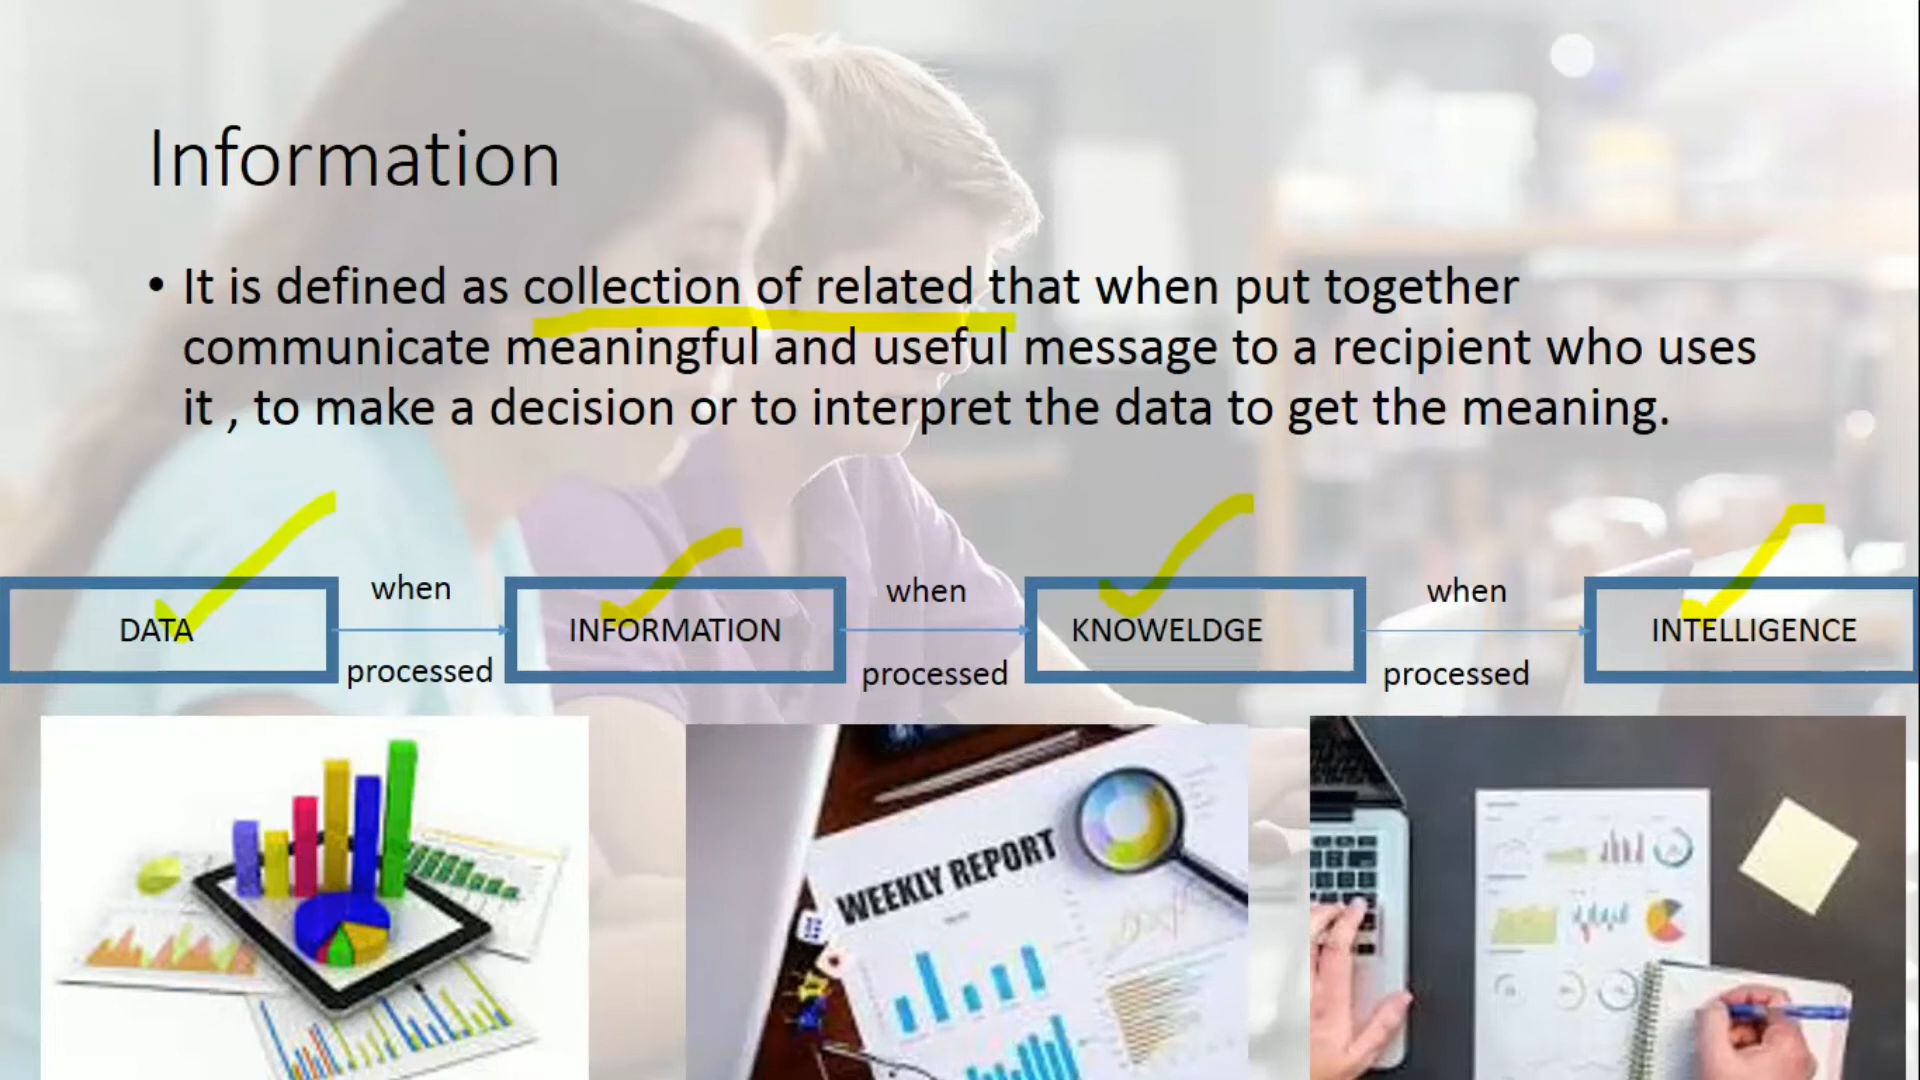 Information
• It is defined as collection of related that when put together
communicate meaningful and useful message to a recipient who uses
it , to make a decision or to interpret the data to get the meaning.
DATA
when
processed
INFORMATION
when
processed
KNOWELDGE
when
processed
INTELLIGENCE
WEEKLY REPORT